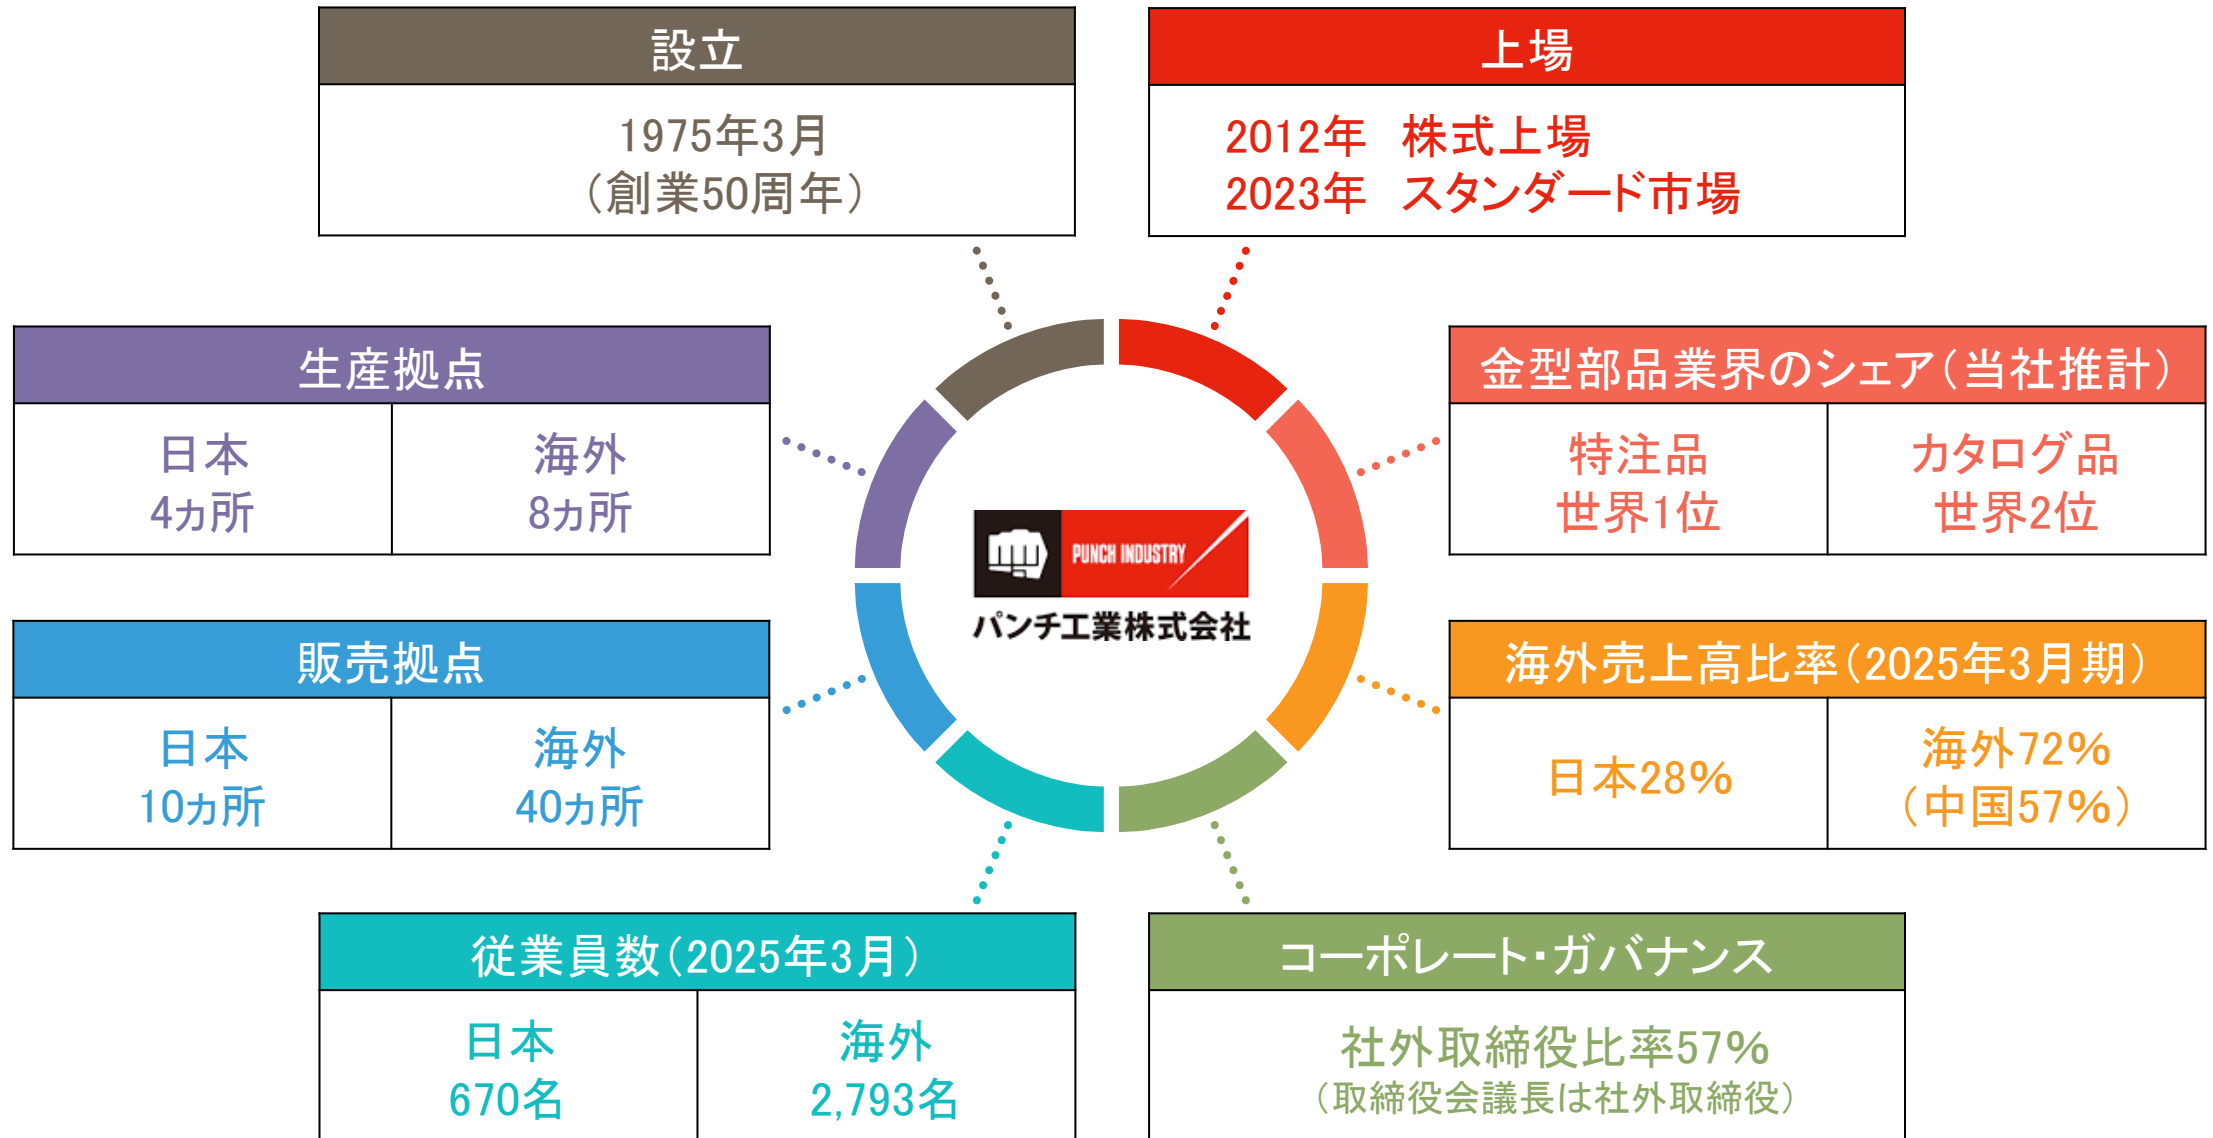 設立
1975年3月
（創業50周年）
上場
2012年　株式上場
2023年　スタンダード市場
生産拠点
日本
4ヵ所
海外
8ヵ所
金型部品業界のシェア（当社推計）
特注品
世界1位
カタログ品
世界2位
PUNCH INDUSTRY
パンチ工業株式会社
販売拠点
日本
10ヵ所
海外
40ヵ所
海外売上高比率（2025年3月期）
日本28%
海外72%
（中国57%）
従業員数（2025年3月）
日本
670名
海外
2,793名
コーポレート・ガバナンス
社外取締役比率57%
（取締役会議長は社外取締役）